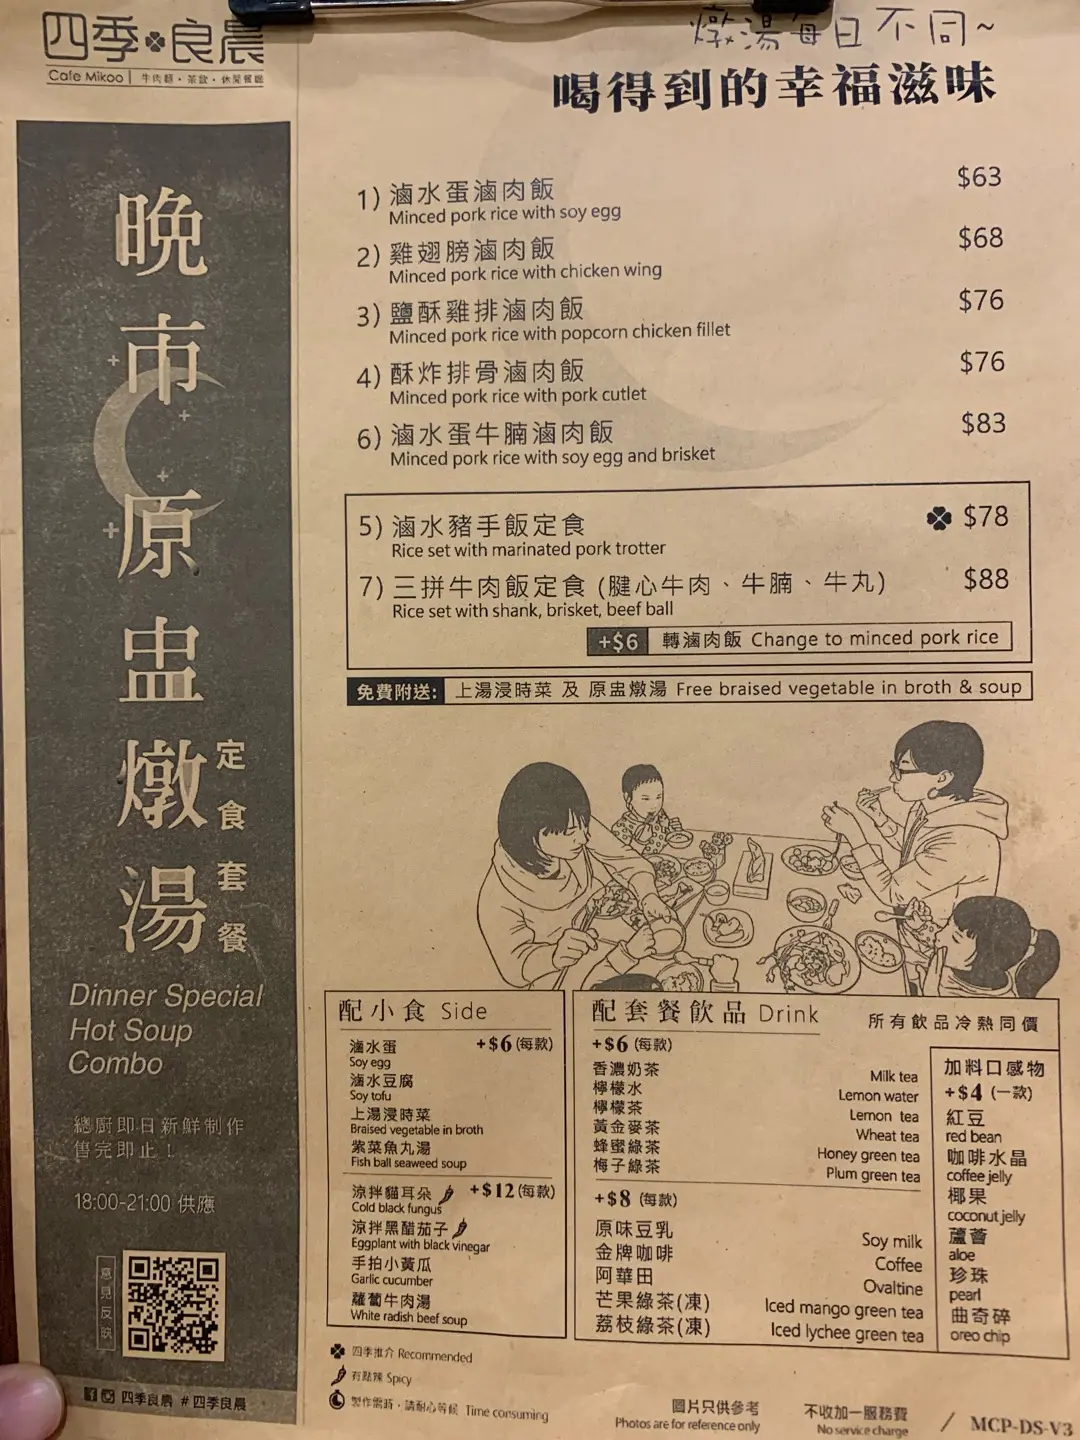 四季良晨
Cafe Mikoo | 牛肉麵・茶飲・休閒餐廳
燉湯每日不同~
喝得到的幸福滋味
晚市原盅燉湯
定食套餐
Dinner Special
Hot Soup
Combo
總廚即日新鮮制作
售完即止！
18:00-21:00 供應
意見反映
四季良晨 #四季良晨
1) 滷水蛋滷肉飯 $63
Minced pork rice with soy egg
2) 雞翅膀滷肉飯 $68
Minced pork rice with chicken wing
3) 鹽酥雞排滷肉飯 $76
Minced pork rice with popcorn chicken fillet
4) 酥炸排骨滷肉飯 $76
Minced pork rice with pork cutlet
6) 滷水蛋牛腩滷肉飯 $83
Minced pork rice with soy egg and brisket
5) 滷水豬手飯定食 $78
Rice set with marinated pork trotter
7) 三拼牛肉飯定食 (腱心牛肉、牛腩、牛丸) $88
Rice set with shank, brisket, beef ball
+$6 轉滷肉飯 Change to minced pork rice
免費附送: 上湯浸時菜 及 原盅燉湯 Free braised vegetable in broth & soup
配小食 Side
滷水蛋 +$6 (每款)
Soy egg
滷水豆腐
Soy tofu
上湯浸時菜
Braised vegetable in broth
紫菜魚丸湯
Fish ball seaweed soup
涼拌貓耳朵 +$12 (每款)
Cold black fungus
涼拌黑醋茄子
Eggplant with black vinegar
手拍小黃瓜
Garlic cucumber
蘿蔔牛肉湯
White radish beef soup
配套餐飲品 Drink 所有飲品冷熱同價
+$6 (每款)
香濃奶茶 Milk tea
檸檬水 Lemon water
檸檬茶 Lemon tea
黃金麥茶 Wheat tea
蜂蜜綠茶 Honey green tea
梅子綠茶 Plum green tea
+$8 (每款)
原味豆乳 Soy milk
金牌咖啡 Coffee
阿華田 Ovaltine
芒果綠茶(凍) Iced mango green tea
荔枝綠茶(凍) Iced lychee green tea
加料口感物
+$4 (一款)
紅豆
red bean
咖啡水晶
coffee jelly
椰果
coconut jelly
蘆薈
aloe
珍珠
pearl
曲奇碎
oreo chip
四季推介 Recommended
有點辣 Spicy
製作需時，請耐心等候 Time consuming
圖片只供參考
Photos are for reference only
不收加一服務費
No service charge
/ MCP-DS-V3